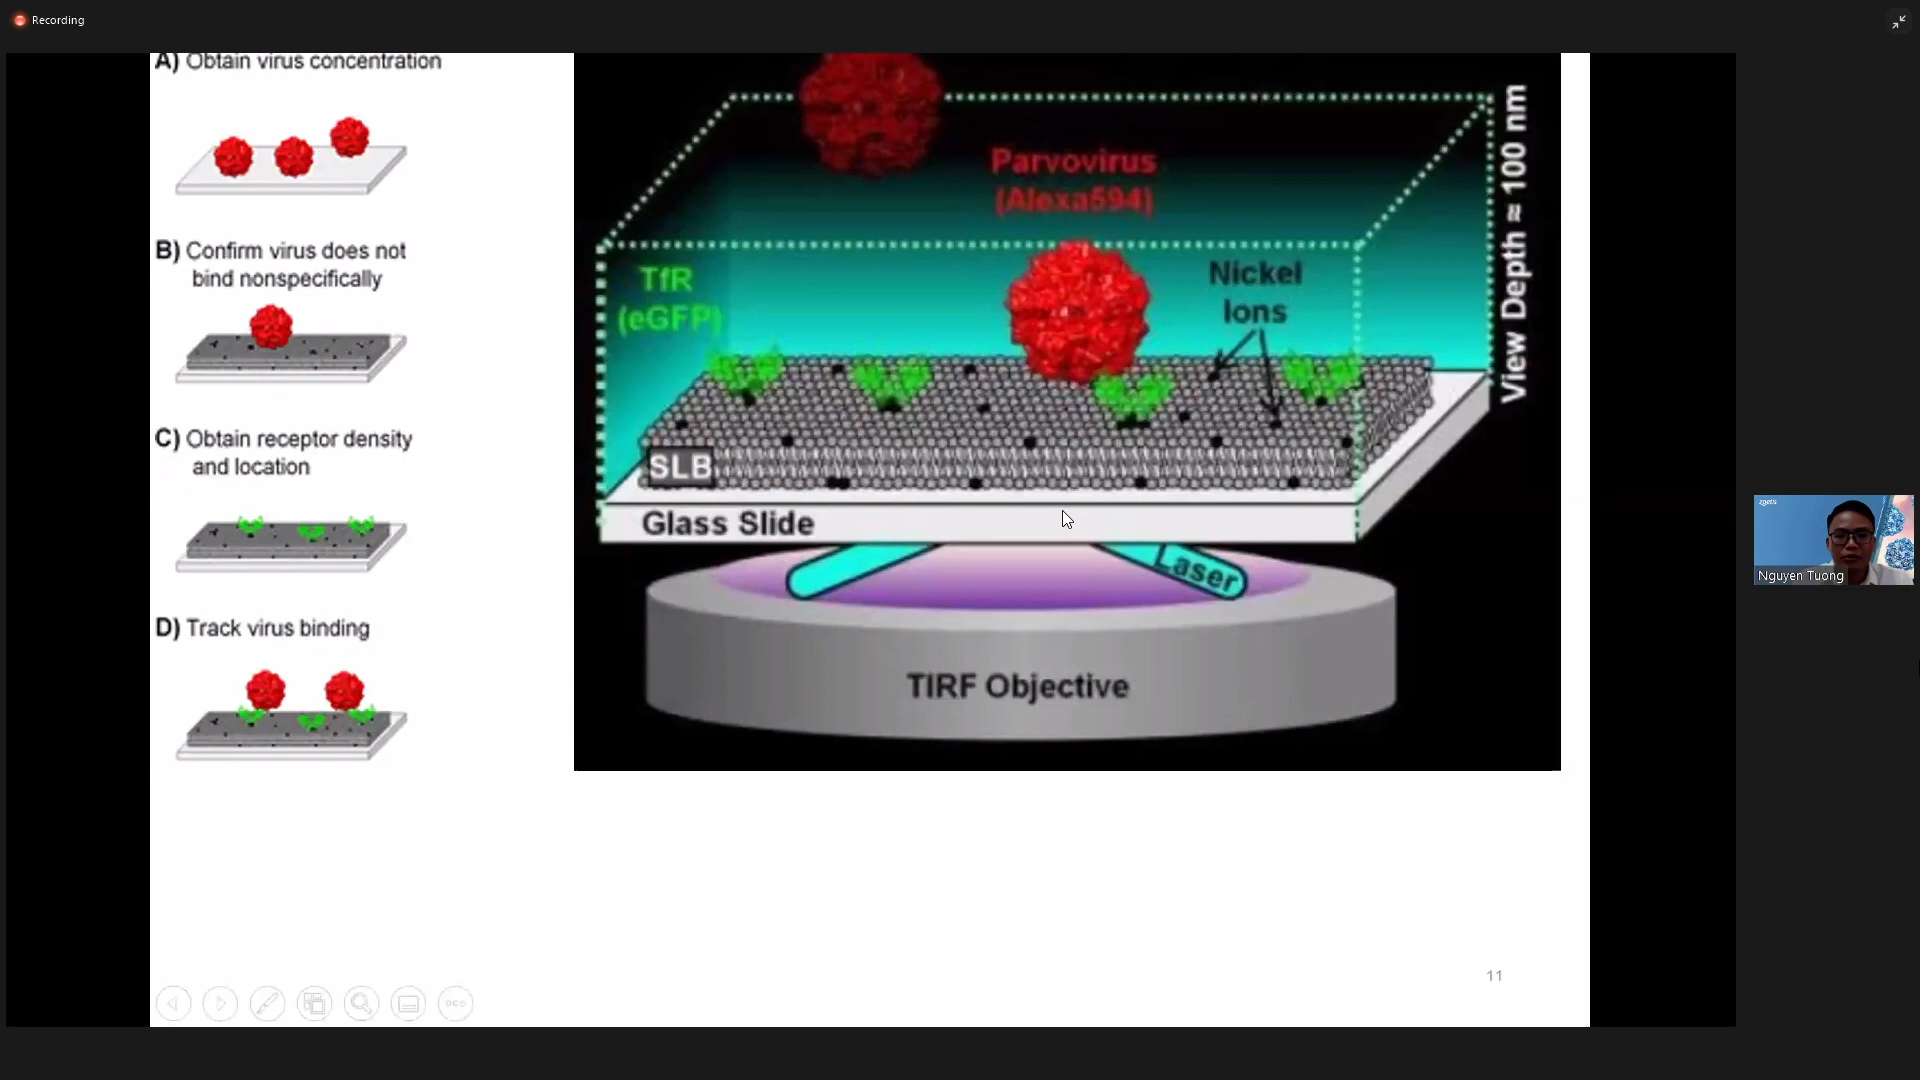 Recording
A) Obtain virus concentration
B) Confirm virus does not
bind nonspecifically
C) Obtain receptor density
and location
D) Track virus binding
Parvovirus
(Alexa594)
TfR
(eGFP)
Nickel
Ions
View Depth ≈ 100 nm
SLB
Glass Slide
Laser
TIRF Objective
11
Nguyen Tuong